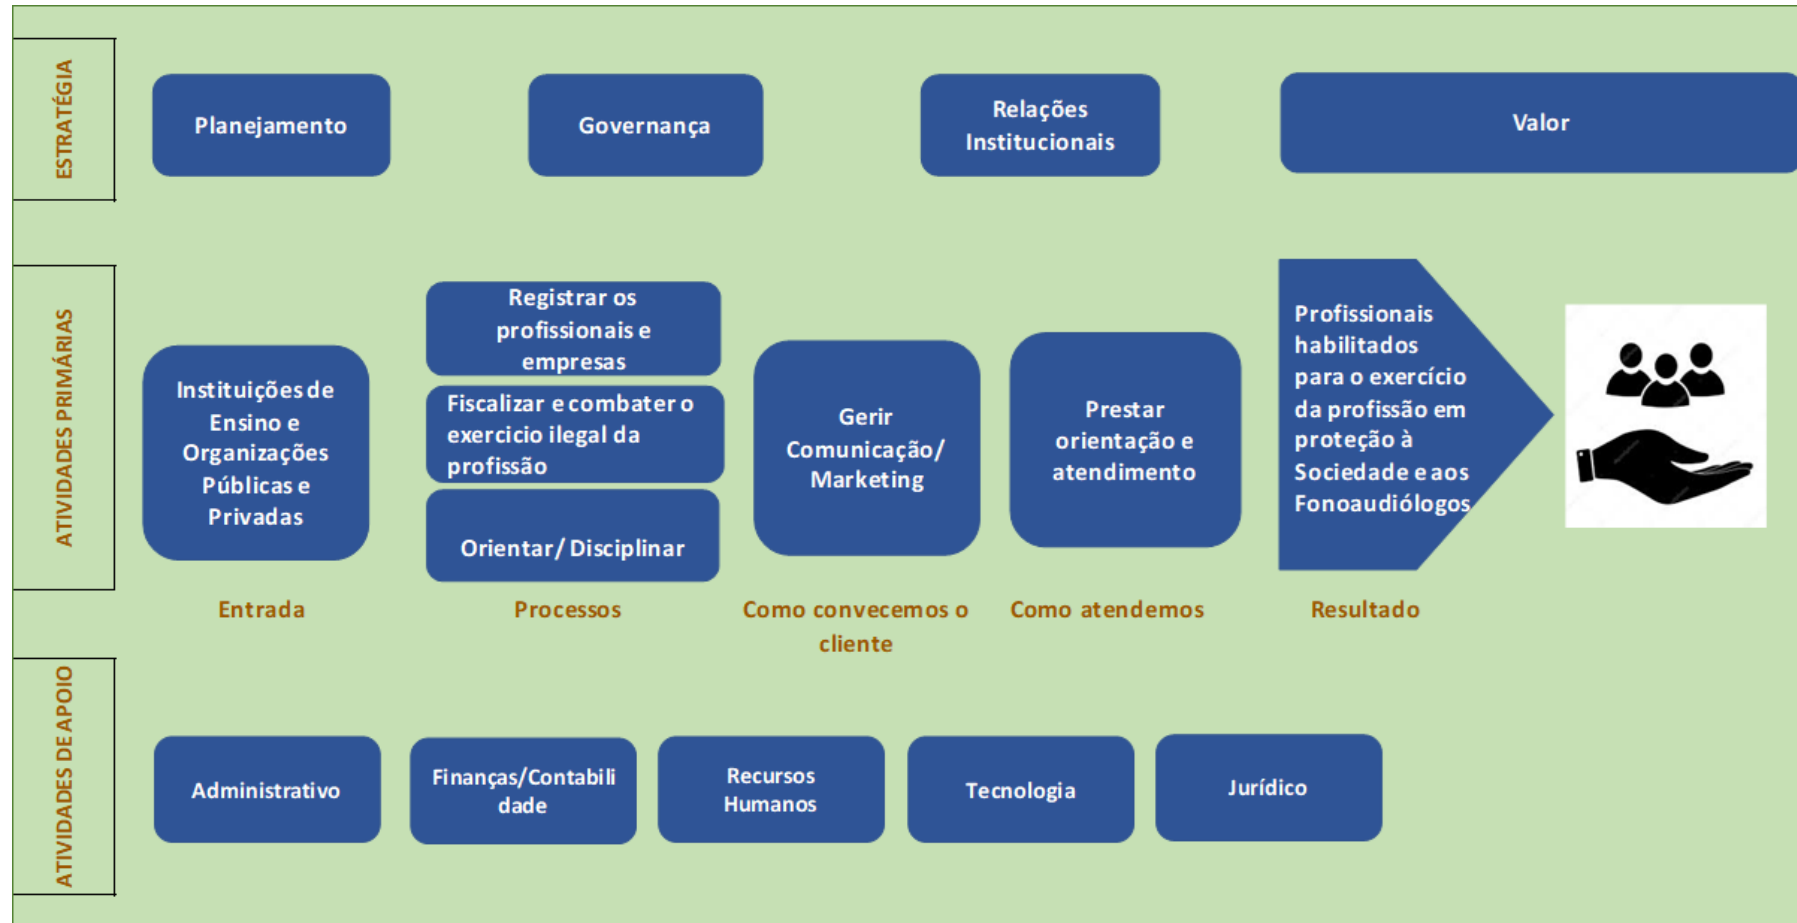 ESTRATÉGIA
Planejamento
Governança
Relações
Institucionais
Valor
ATIVIDADES PRIMÁRIAS
Instituições de
Ensino e
Organizações
Públicas e
Privadas
Entrada
Registrar os
profissionais e
empresas
Fiscalizar e combater o
exercicio ilegal da
profissão
Orientar/ Disciplinar
Processos
Gerir
Comunicação/
Marketing
Como convecemos o
cliente
Prestar
orientação e
atendimento
Como atendemos
Profissionais
habilitados
para o exercício
da profissão em
proteção à
Sociedade e aos
Fonoaudiólogos
Resultado
ATIVIDADES DE APOIO
Administrativo
Finanças/Contabili
dade
Recursos
Humanos
Tecnologia
Jurídico